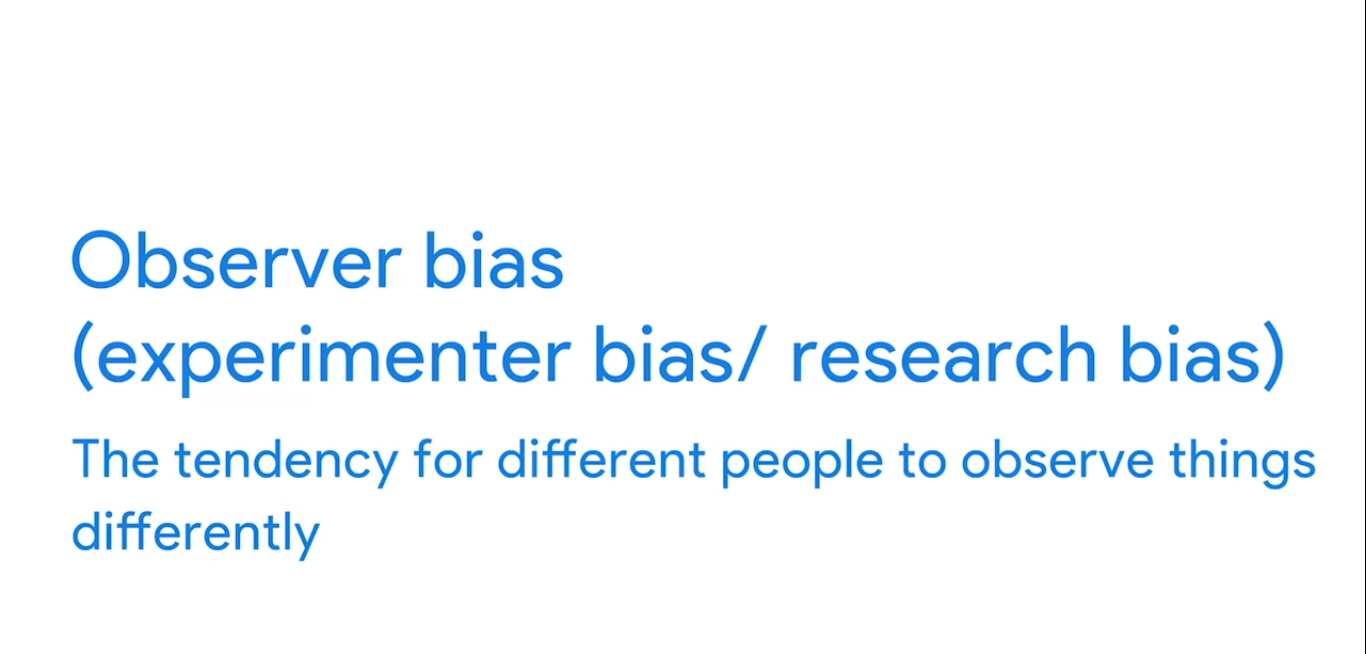 Observer bias
(experimenter bias/ research bias)
The tendency for different people to observe things
differently